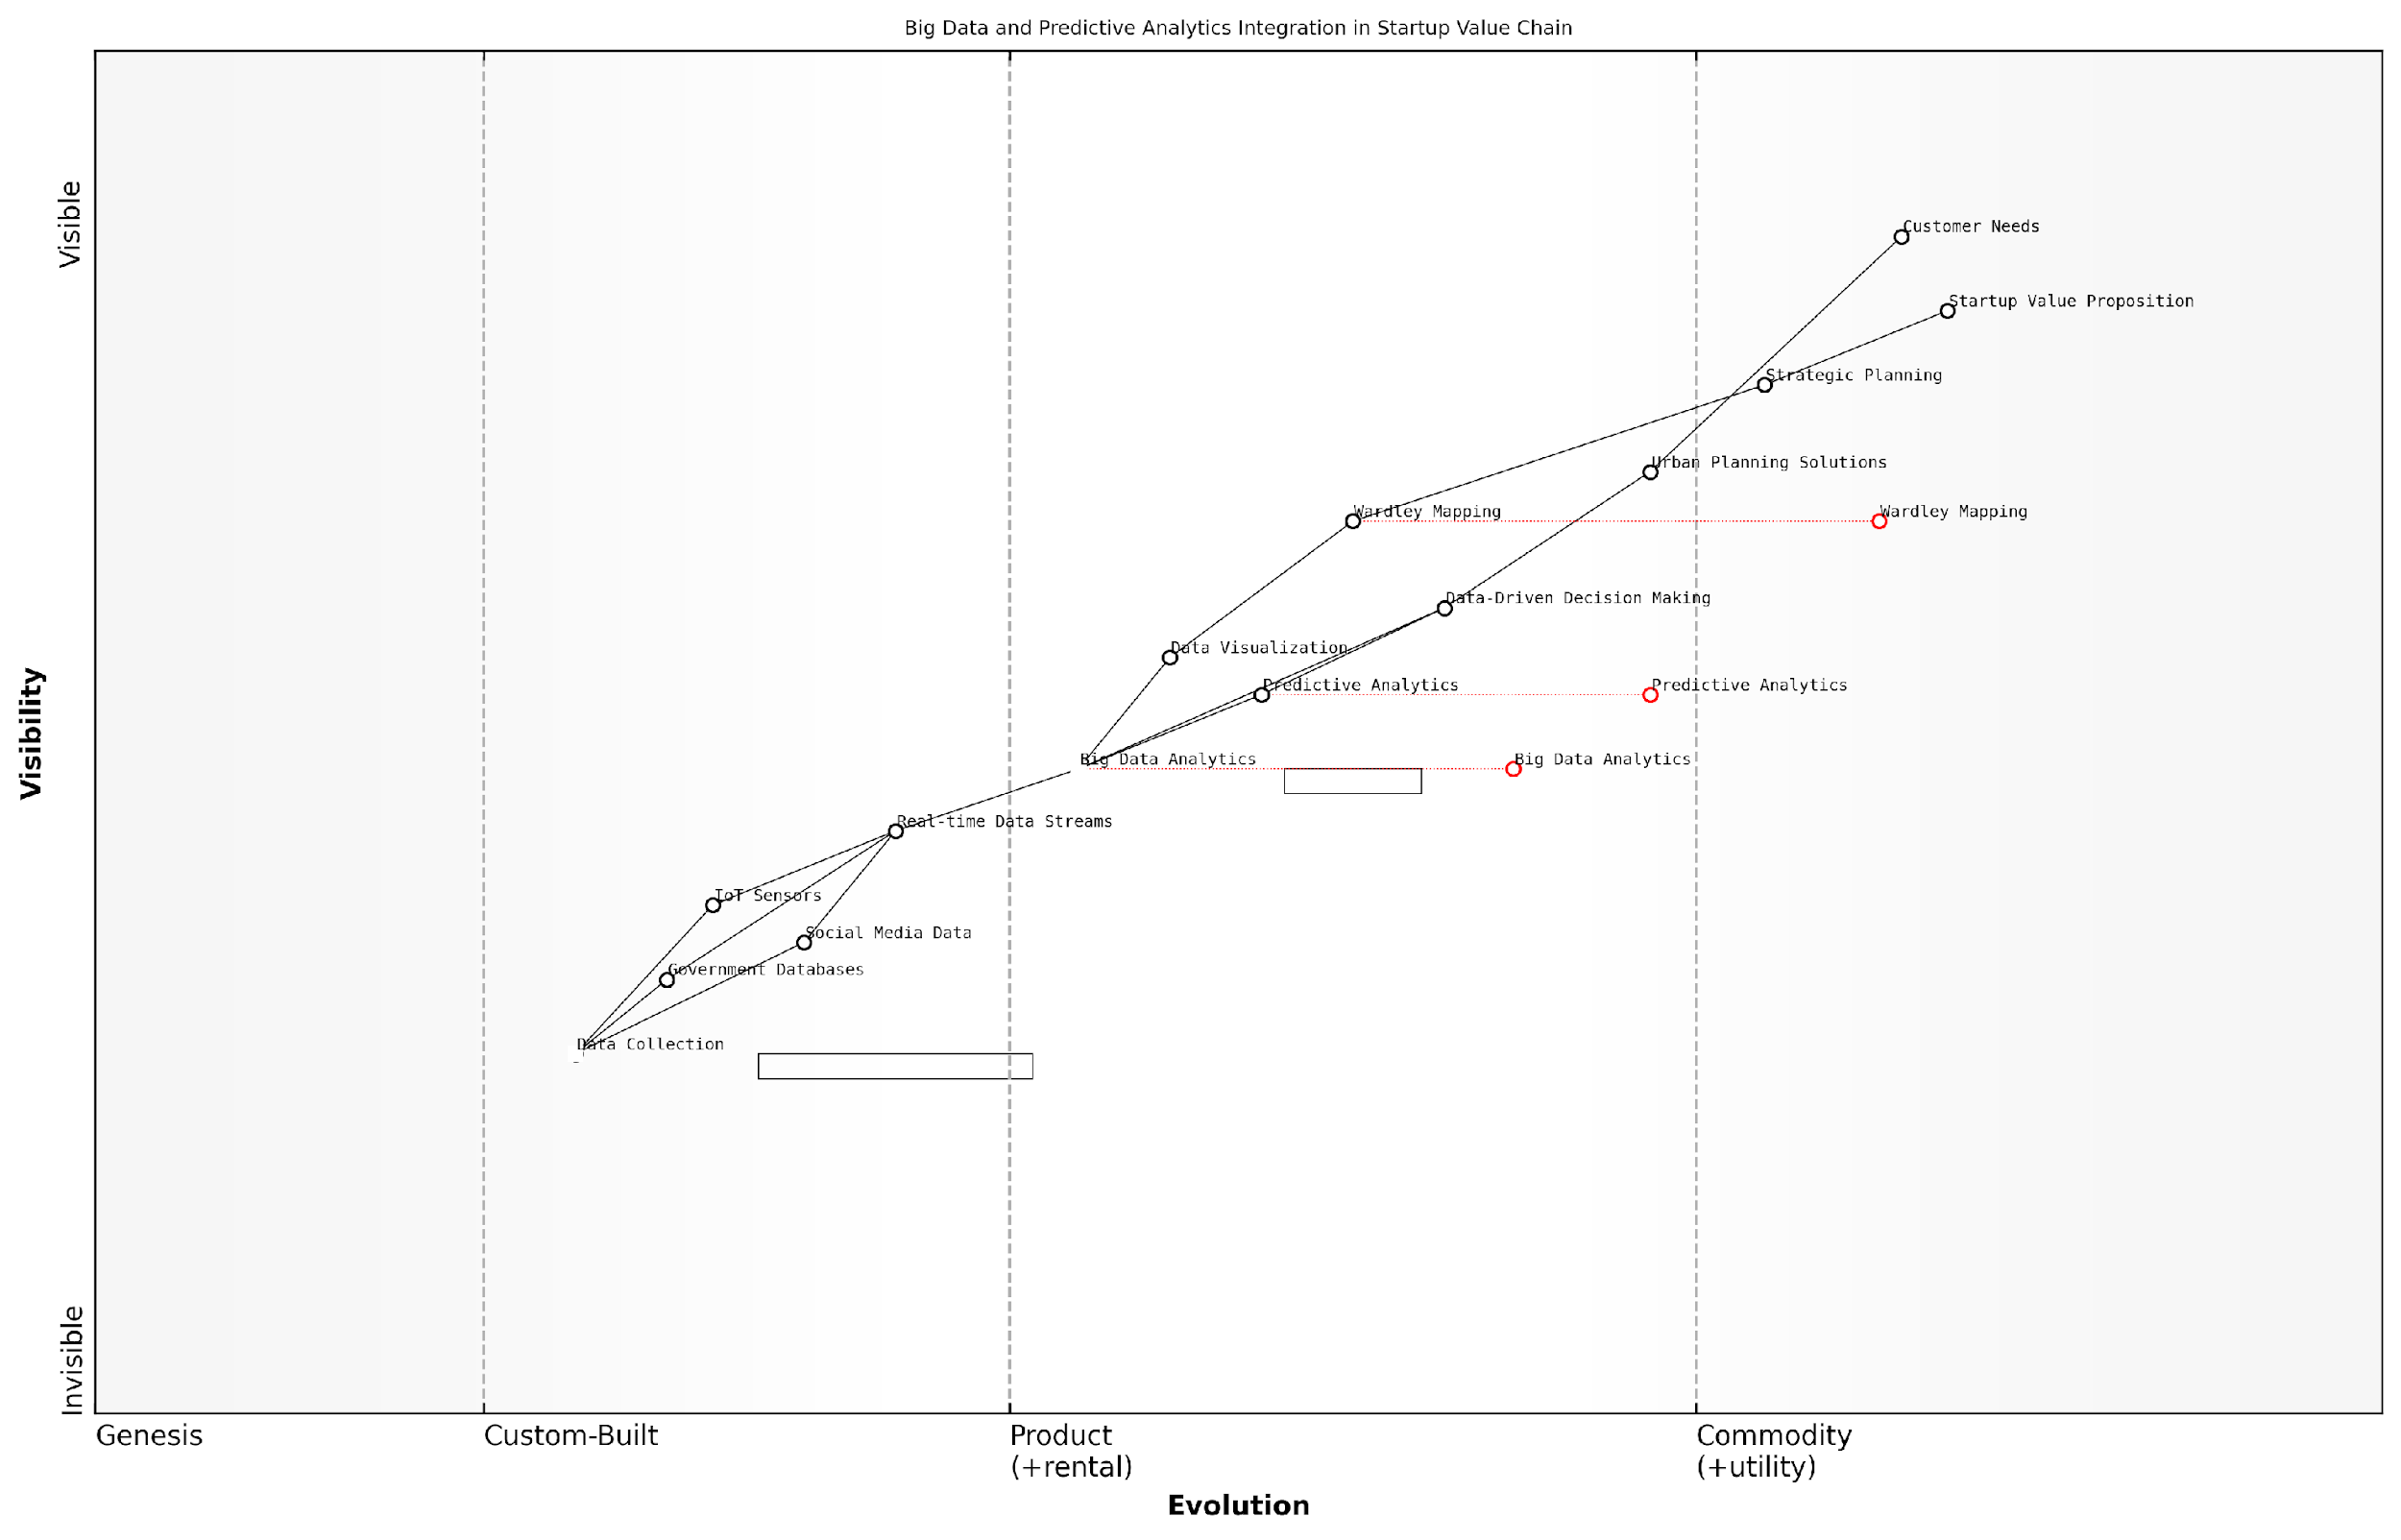 Big Data and Predictive Analytics Integration in Startup Value Chain
Visible
Customer Needs
Startup Value Proposition
Strategic Planning
Urban Planning Solutions
Wardley Mapping
Wardley Mapping
Data-Driven Decision Making
Data Visualization
Predictive Analytics
Predictive Analytics
Visibility
Big Data Analytics
Big Data Analytics
Real-time Data Streams
IoT Sensors
Social Media Data
Government Databases
Data Collection
Invisible
Genesis
Custom-Built
Product
(+rental)
Commodity
(+utility)
Evolution